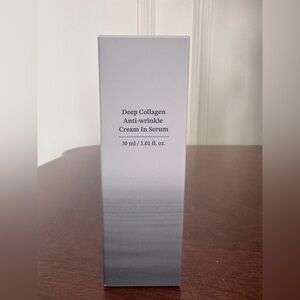 Deep Collagen
Anti-wrinkle
Cream In Serum
30 ml / 1.01 fl. oz.